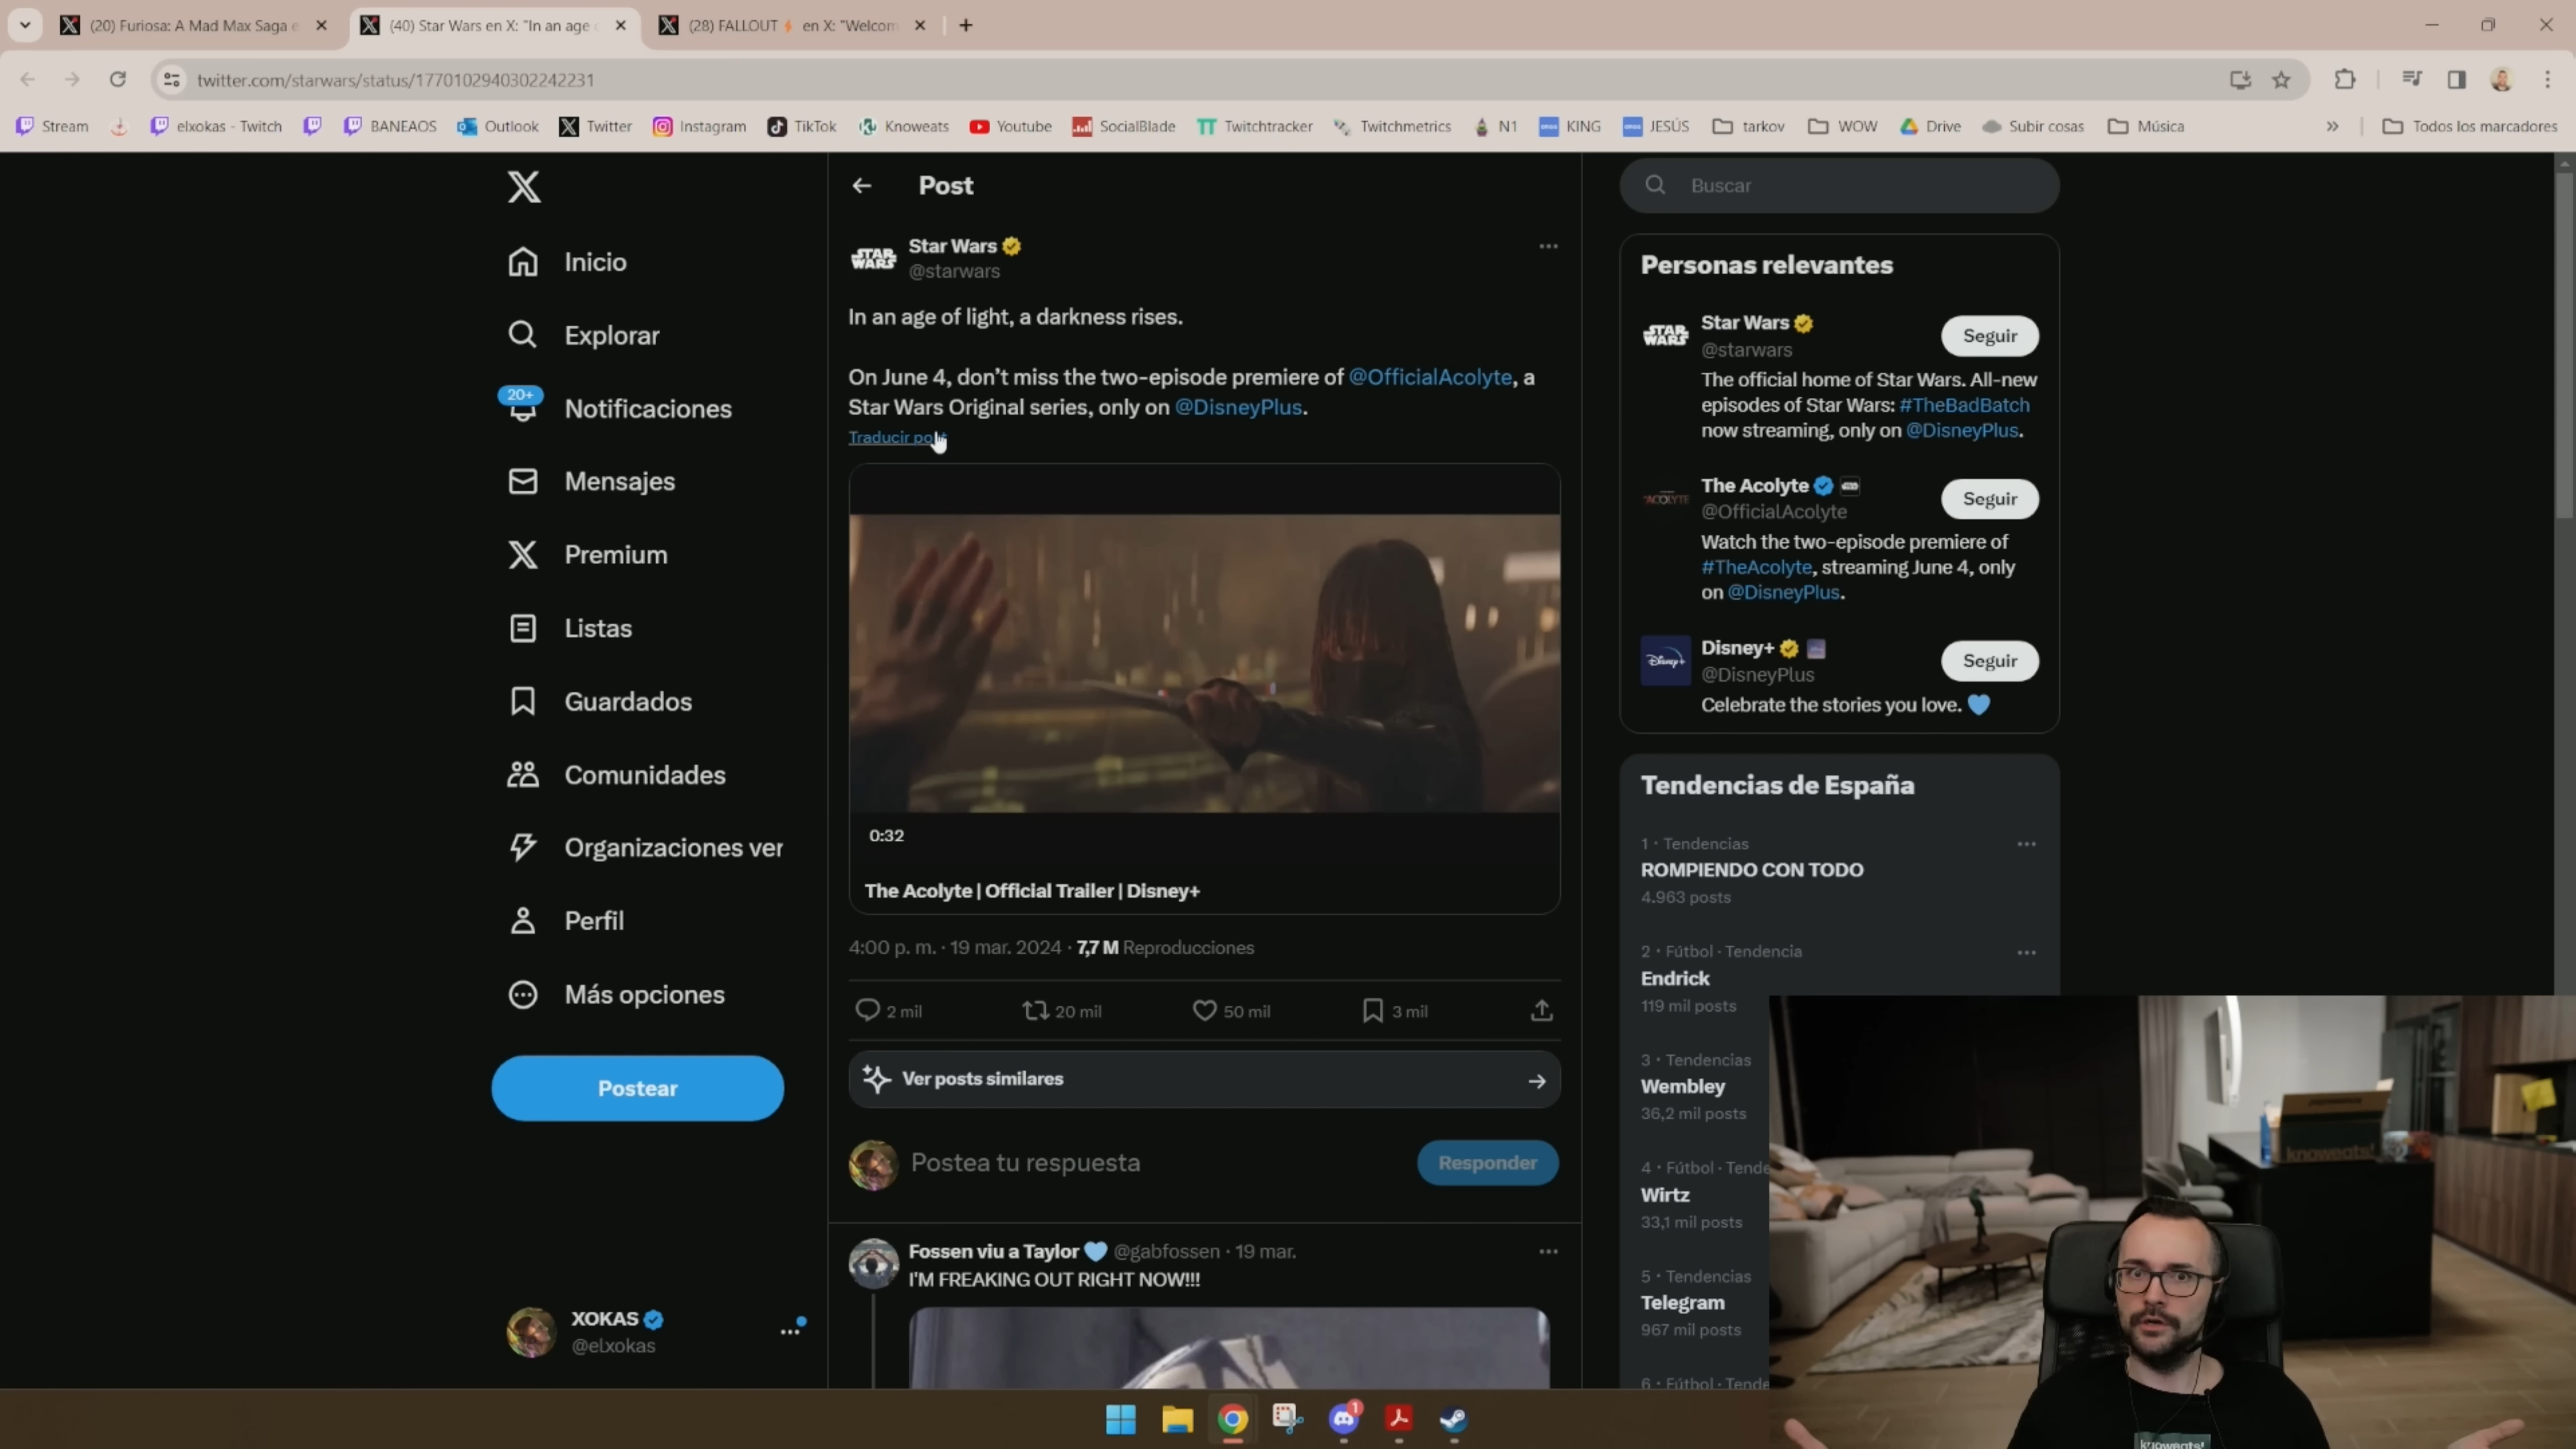 (20) Furiosa: A Mad Max Saga e
(40) Star Wars en X: "In an age
(28) FALLOUT⚡ en X: "Welcom
twitter.com/starwars/status/1770102940302242231
Stream
elxokas - Twitch
BANEAOS
Outlook
Twitter
Instagram
TikTok
Knoweats
Youtube
SocialBlade
Twitchtracker
Twitchmetrics
N1
KING
JESÚS
tarkov
WOW
Drive
Subir cosas
Música
Todos los marcadores
Inicio
Explorar
20+
Notificaciones
Mensajes
Premium
Listas
Guardados
Comunidades
Organizaciones ver
Perfil
Más opciones
Postear
XOKAS
@elxokas
Post
STAR WARS
Star Wars
@starwars
In an age of light, a darkness rises.
On June 4, don’t miss the two-episode premiere of @OfficialAcolyte, a
Star Wars Original series, only on @DisneyPlus.
Traducir post
0:32
The Acolyte | Official Trailer | Disney+
4:00 p. m. · 19 mar. 2024 · 7,7 M Reproducciones
2 mil
20 mil
50 mil
3 mil
Ver posts similares
Postea tu respuesta
Responder
Fossen viu a Taylor 🩵 @gabfossen · 19 mar.
I'M FREAKING OUT RIGHT NOW!!!
Buscar
Personas relevantes
STAR WARS
Star Wars
@starwars
Seguir
The official home of Star Wars. All-new
episodes of Star Wars: #TheBadBatch
now streaming, only on @DisneyPlus.
ACOLYTE
The Acolyte
@OfficialAcolyte
Seguir
Watch the two-episode premiere of
#TheAcolyte, streaming June 4, only
on @DisneyPlus.
Disney+
Disney+
@DisneyPlus
Seguir
Celebrate the stories you love. 🩵
Tendencias de España
1 · Tendencias
ROMPIENDO CON TODO
4.963 posts
2 · Fútbol · Tendencia
Endrick
119 mil posts
3 · Tendencias
Wembley
36,2 mil posts
4 · Fútbol · Tende
Wirtz
33,1 mil posts
5 · Tendencias
Telegram
967 mil posts
6 · Fútbol · Tende
knoweats!
knoweats!
1